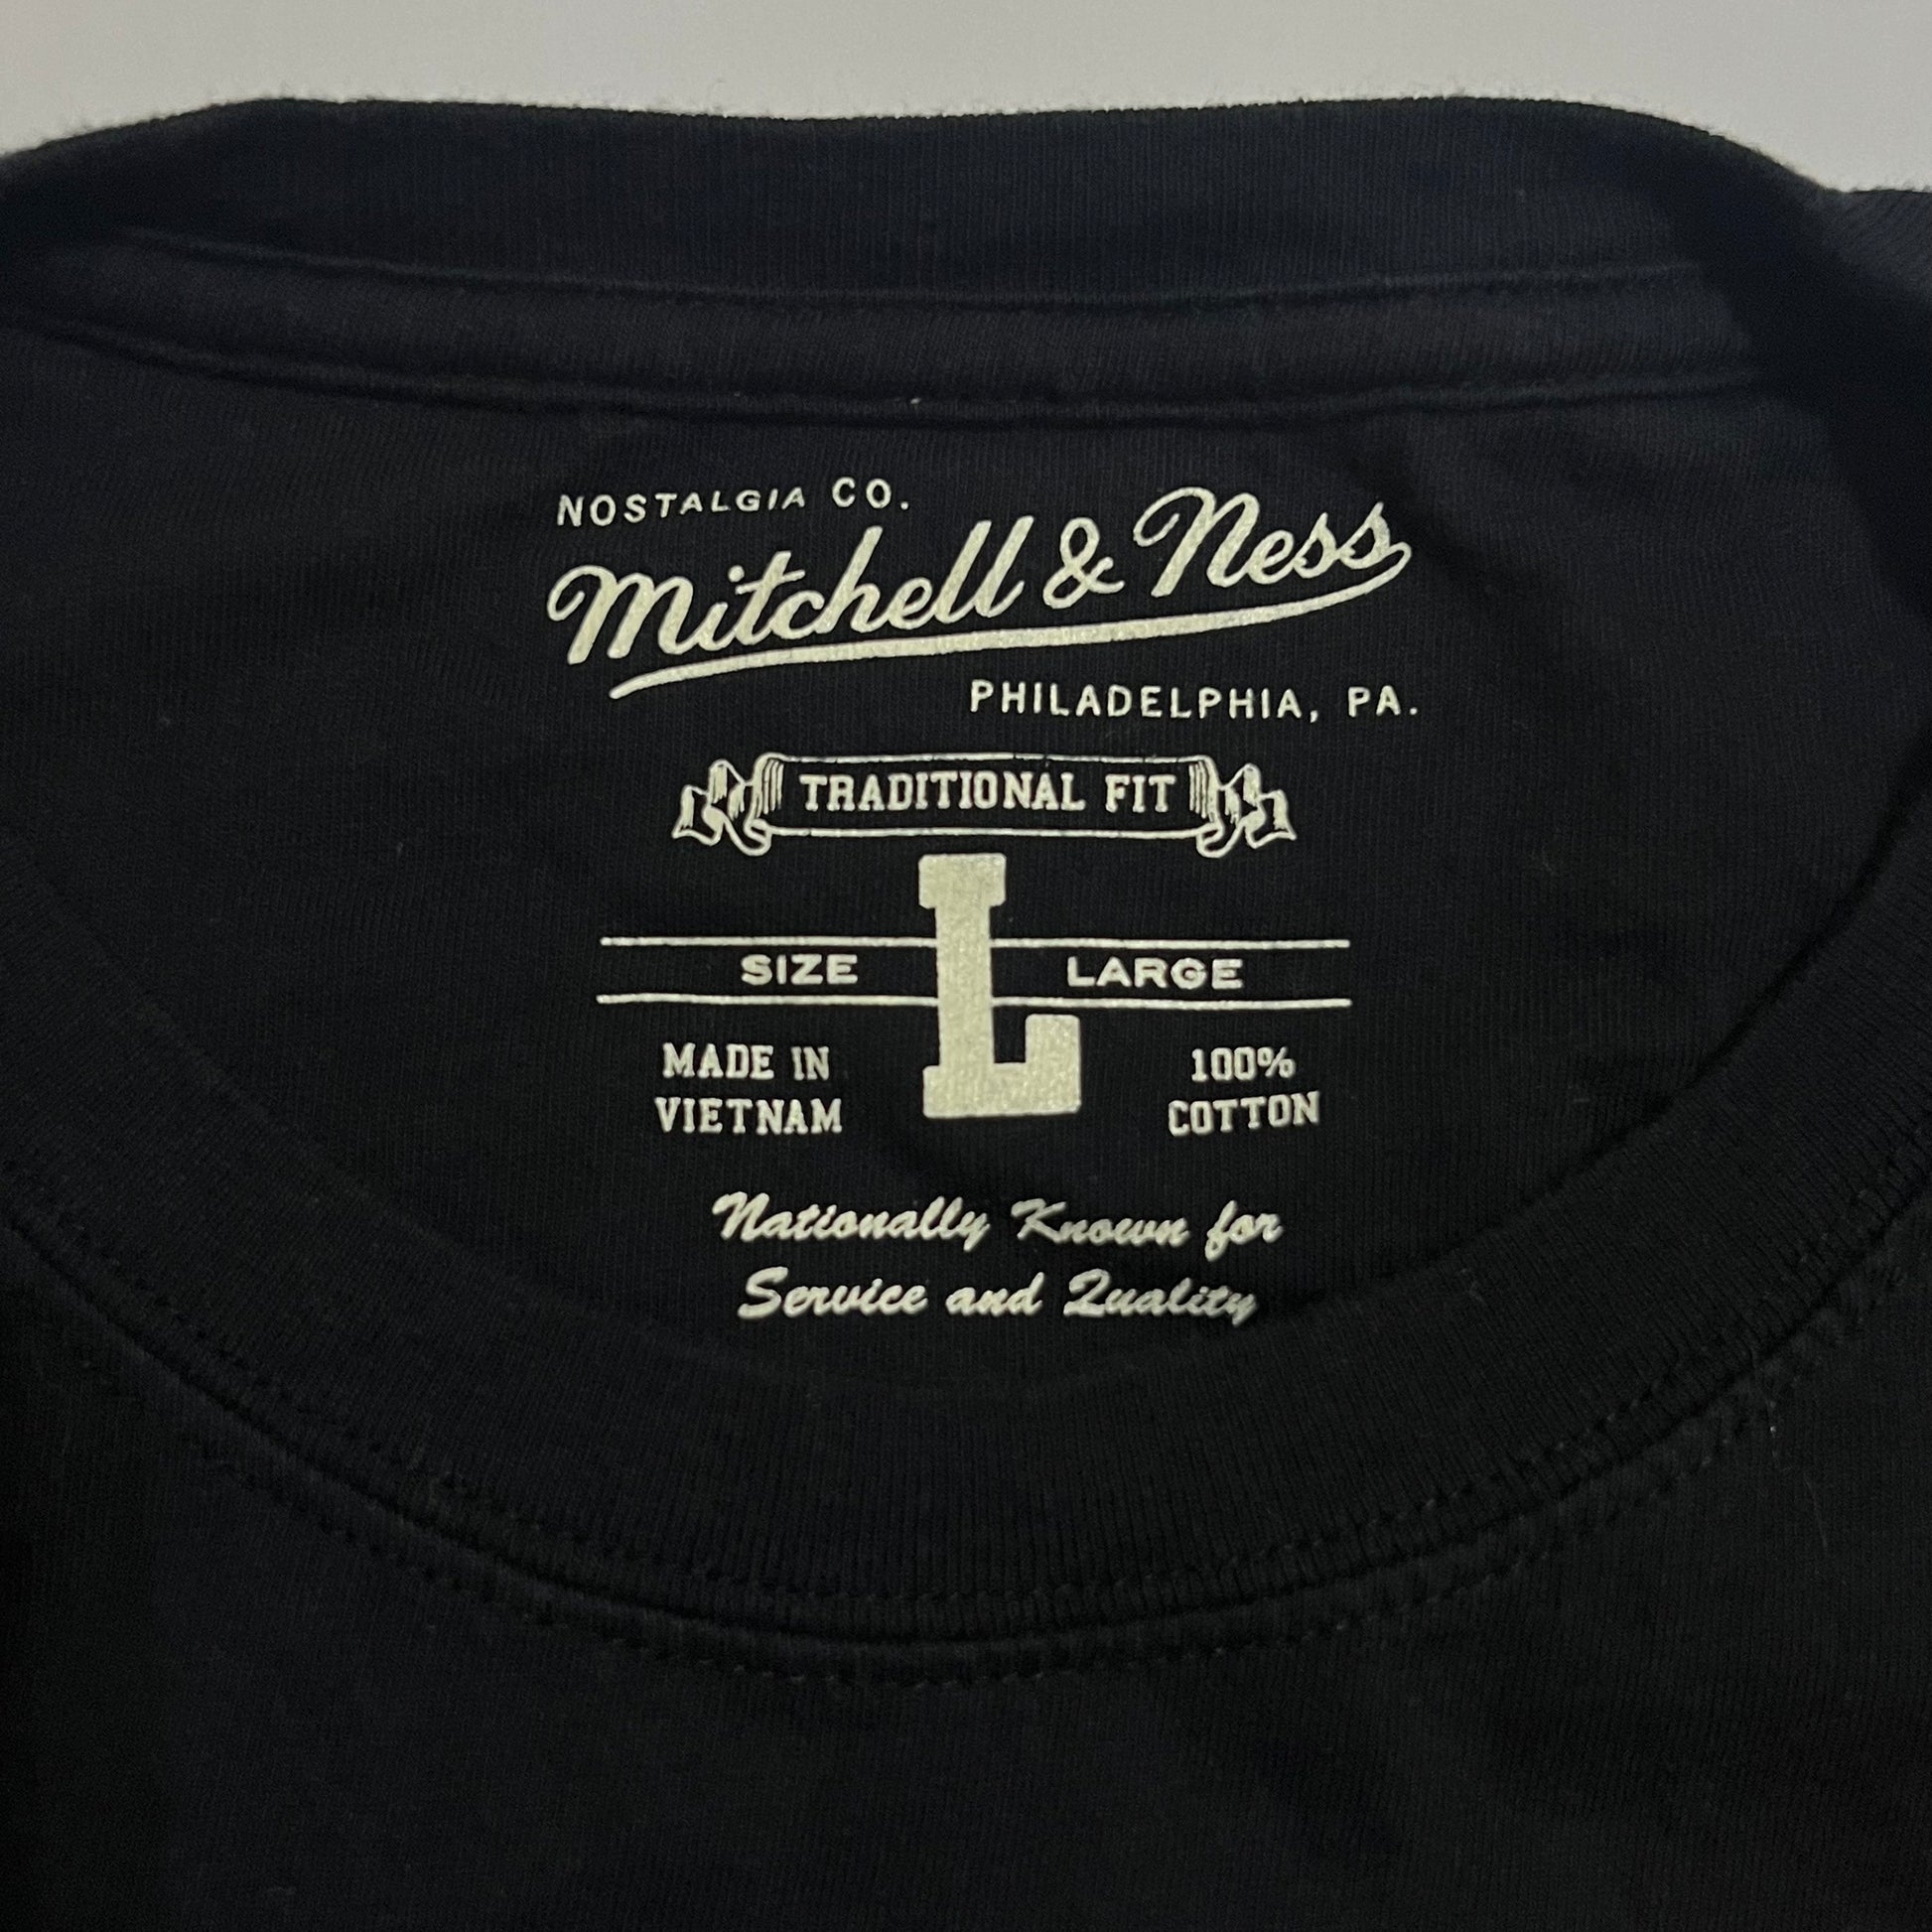 NOSTALGIA CO.
Mitchell & Ness
PHILADELPHIA, PA.
TRADITIONAL FIT
L
SIZE LARGE
MADE IN
VIETNAM
100%
COTTON
Nationally Known for
Service and Quality